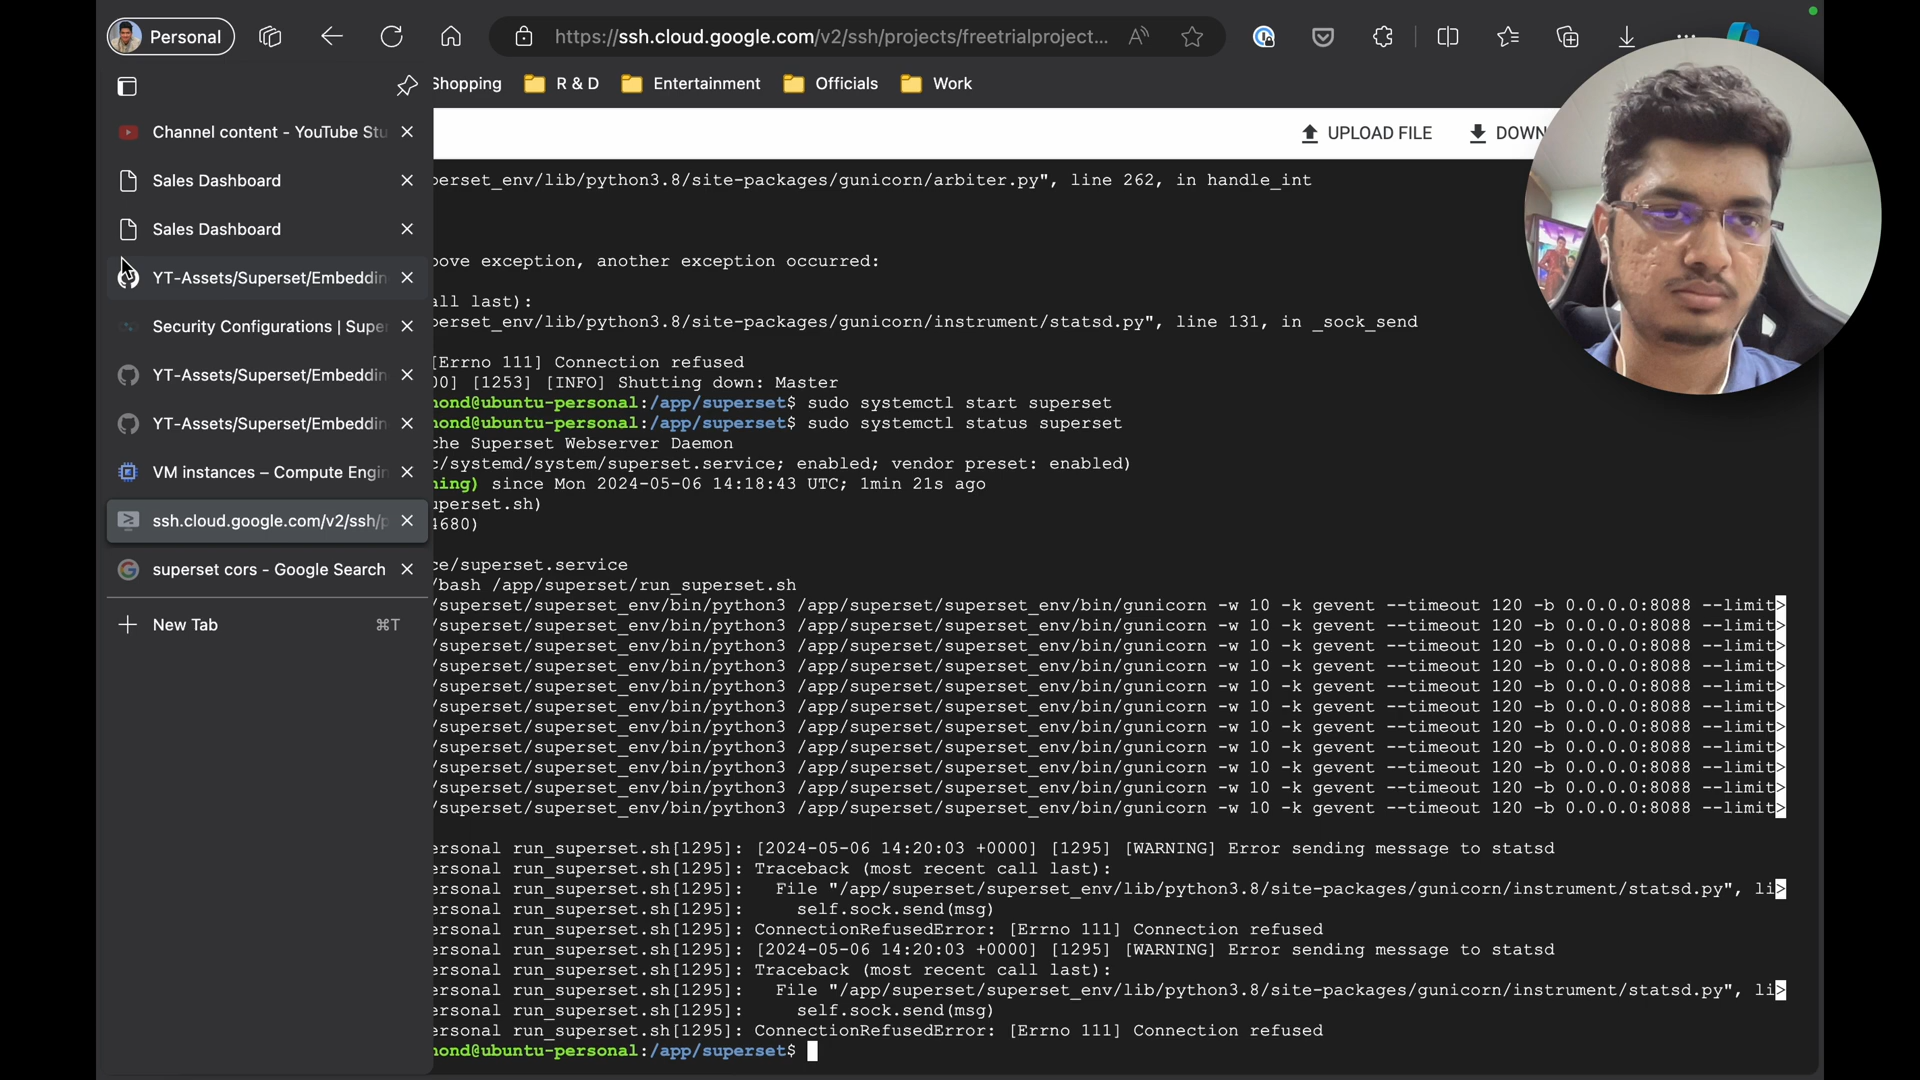 Personal
https://ssh.cloud.google.com/v2/ssh/projects/freetrialproject...
Shopping
R & D
Entertainment
Officials
Work
Channel content - YouTube Stu
Sales Dashboard
Sales Dashboard
YT-Assets/Superset/Embeddin
Security Configurations | Super
YT-Assets/Superset/Embeddin
YT-Assets/Superset/Embeddin
VM instances – Compute Engin
ssh.cloud.google.com/v2/ssh/p
superset cors - Google Search
New Tab ⌘T
UPLOAD FILE
DOWN
perset_env/lib/python3.8/site-packages/gunicorn/arbiter.py", line 262, in handle_int
ove exception, another exception occurred:
all last):
perset_env/lib/python3.8/site-packages/gunicorn/instrument/statsd.py", line 131, in _sock_send
[Errno 111] Connection refused
00] [1253] [INFO] Shutting down: Master
mond@ubuntu-personal:/app/superset$ sudo systemctl start superset
mond@ubuntu-personal:/app/superset$ sudo systemctl status superset
che Superset Webserver Daemon
c/systemd/system/superset.service; enabled; vendor preset: enabled)
ning) since Mon 2024-05-06 14:18:43 UTC; 1min 21s ago
uperset.sh)
4680)
ce/superset.service
/bash /app/superset/run_superset.sh
/superset/superset_env/bin/python3 /app/superset/superset_env/bin/gunicorn -w 10 -k gevent --timeout 120 -b 0.0.0.0:8088 --limit>
/superset/superset_env/bin/python3 /app/superset/superset_env/bin/gunicorn -w 10 -k gevent --timeout 120 -b 0.0.0.0:8088 --limit>
/superset/superset_env/bin/python3 /app/superset/superset_env/bin/gunicorn -w 10 -k gevent --timeout 120 -b 0.0.0.0:8088 --limit>
/superset/superset_env/bin/python3 /app/superset/superset_env/bin/gunicorn -w 10 -k gevent --timeout 120 -b 0.0.0.0:8088 --limit>
/superset/superset_env/bin/python3 /app/superset/superset_env/bin/gunicorn -w 10 -k gevent --timeout 120 -b 0.0.0.0:8088 --limit>
/superset/superset_env/bin/python3 /app/superset/superset_env/bin/gunicorn -w 10 -k gevent --timeout 120 -b 0.0.0.0:8088 --limit>
/superset/superset_env/bin/python3 /app/superset/superset_env/bin/gunicorn -w 10 -k gevent --timeout 120 -b 0.0.0.0:8088 --limit>
/superset/superset_env/bin/python3 /app/superset/superset_env/bin/gunicorn -w 10 -k gevent --timeout 120 -b 0.0.0.0:8088 --limit>
/superset/superset_env/bin/python3 /app/superset/superset_env/bin/gunicorn -w 10 -k gevent --timeout 120 -b 0.0.0.0:8088 --limit>
/superset/superset_env/bin/python3 /app/superset/superset_env/bin/gunicorn -w 10 -k gevent --timeout 120 -b 0.0.0.0:8088 --limit>
/superset/superset_env/bin/python3 /app/superset/superset_env/bin/gunicorn -w 10 -k gevent --timeout 120 -b 0.0.0.0:8088 --limit>
ersonal run_superset.sh[1295]: [2024-05-06 14:20:03 +0000] [1295] [WARNING] Error sending message to statsd
ersonal run_superset.sh[1295]: Traceback (most recent call last):
ersonal run_superset.sh[1295]: File "/app/superset/superset_env/lib/python3.8/site-packages/gunicorn/instrument/statsd.py", li>
ersonal run_superset.sh[1295]: self.sock.send(msg)
ersonal run_superset.sh[1295]: ConnectionRefusedError: [Errno 111] Connection refused
ersonal run_superset.sh[1295]: [2024-05-06 14:20:03 +0000] [1295] [WARNING] Error sending message to statsd
ersonal run_superset.sh[1295]: Traceback (most recent call last):
ersonal run_superset.sh[1295]: File "/app/superset/superset_env/lib/python3.8/site-packages/gunicorn/instrument/statsd.py", li>
ersonal run_superset.sh[1295]: self.sock.send(msg)
ersonal run_superset.sh[1295]: ConnectionRefusedError: [Errno 111] Connection refused
mond@ubuntu-personal:/app/superset$